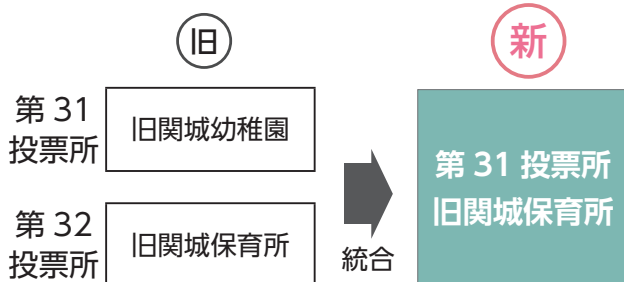 旧
新
第 31
投票所
旧関城幼稚園
第 32
投票所
旧関城保育所
統合
第 31 投票所
旧関城保育所